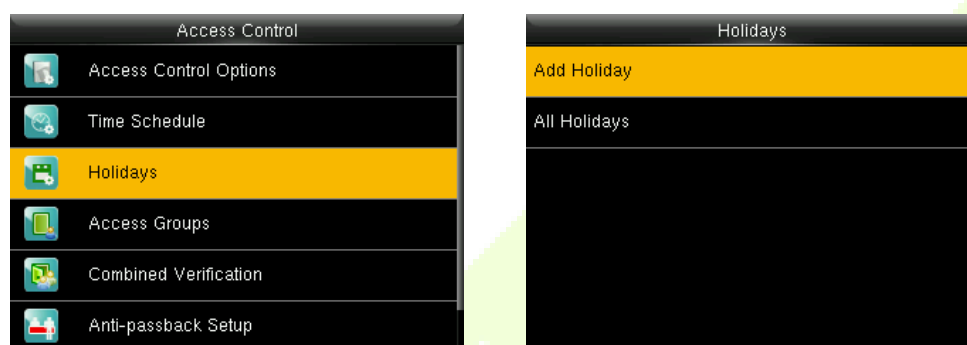 Access Control
Access Control Options
Time Schedule
Holidays
Access Groups
Combined Verification
Anti-passback Setup
Holidays
Add Holiday
All Holidays